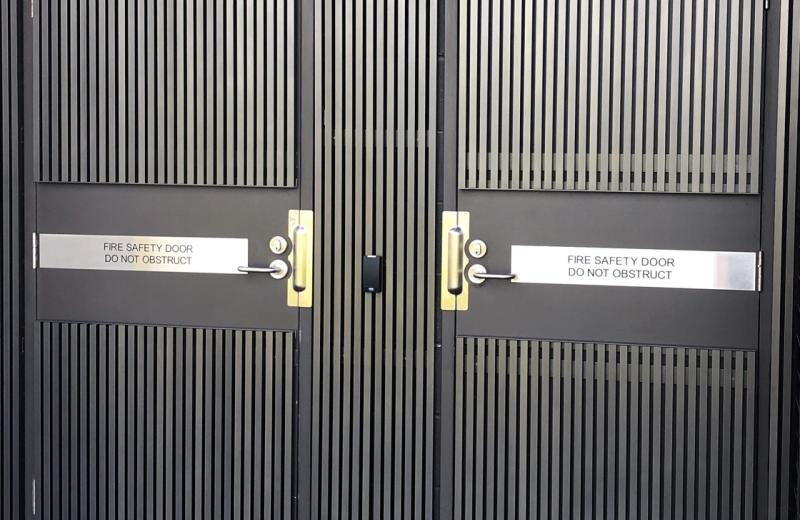 FIRE SAFETY DOOR
DO NOT OBSTRUCT
FIRE SAFETY DOOR
DO NOT OBSTRUCT